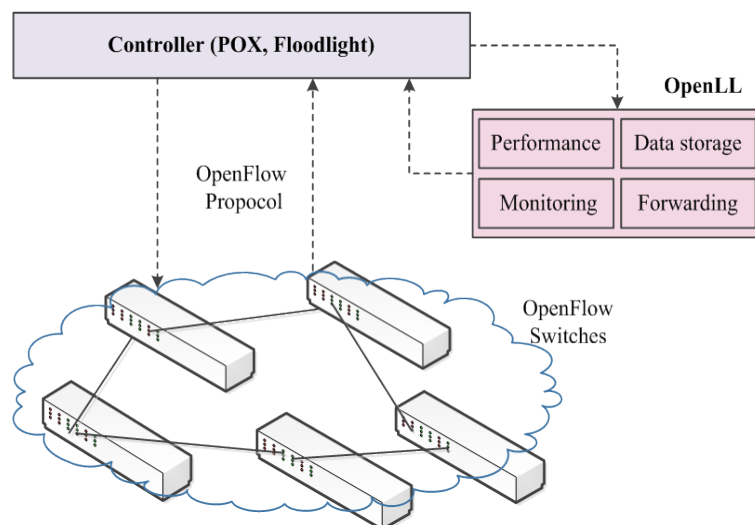 Controller (POX, Floodlight)
OpenLL
Performance
Data storage
Monitoring
Forwarding
OpenFlow
Propocol
OpenFlow
Switches